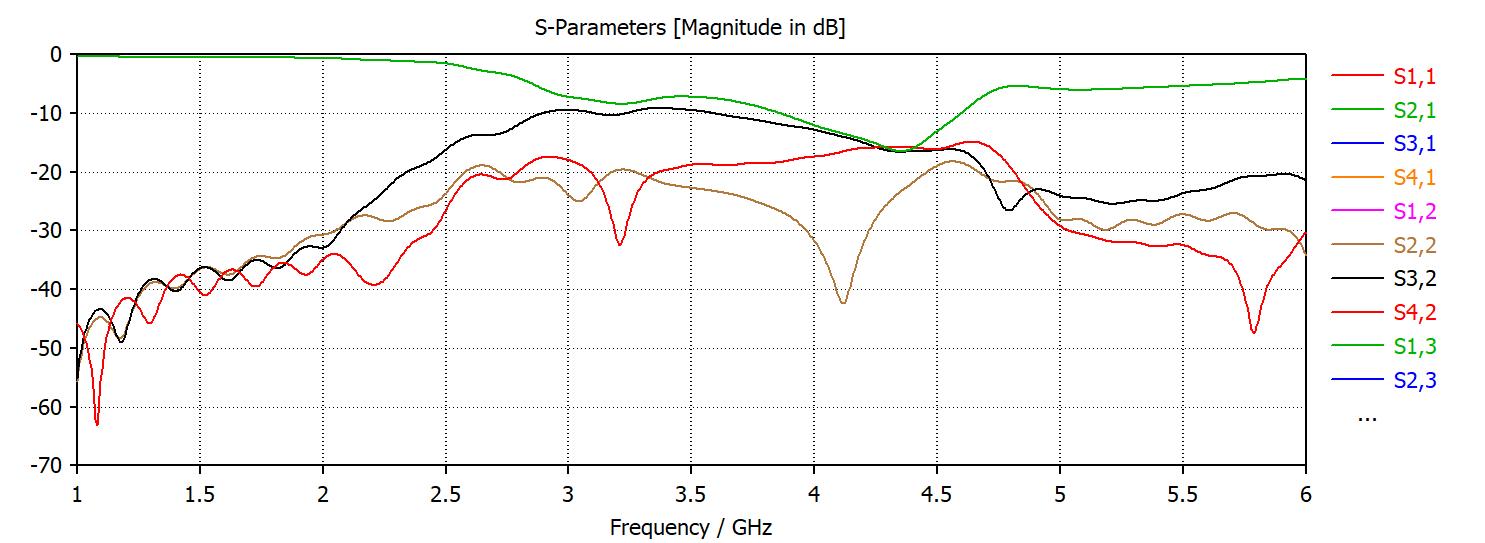 S-Parameters [Magnitude in dB]
0
-10
-20
-30
-40
-50
-60
-70
1 1.5 2 2.5 3 3.5 4 4.5 5 5.5 6
Frequency / GHz
S1,1
S2,1
S3,1
S4,1
S1,2
S2,2
S3,2
S4,2
S1,3
S2,3
...